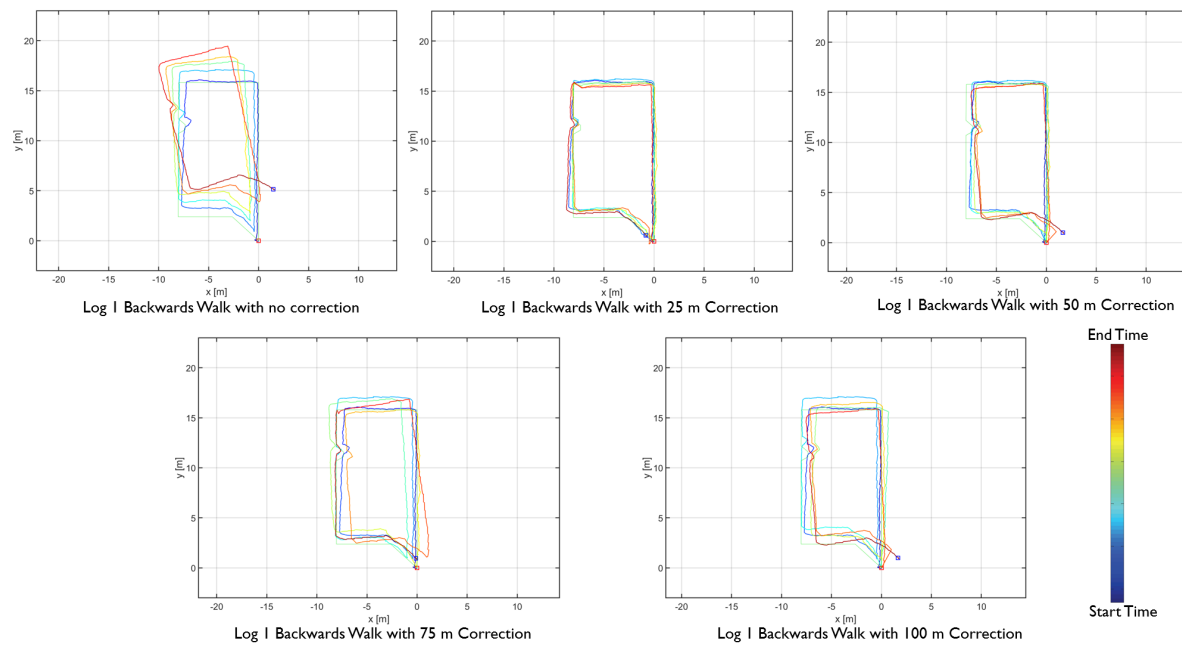 20
15
10
5
0
y [m]
-20 -15 -10 -5 0 5 10
x [m]
Log 1 Backwards Walk with no correction
20
15
10
5
0
y [m]
-20 -15 -10 -5 0 5 10
x [m]
Log 1 Backwards Walk with 25 m Correction
20
15
10
5
0
y [m]
-20 -15 -10 -5 0 5 10
x [m]
Log 1 Backwards Walk with 50 m Correction
20
15
10
5
0
y [m]
-20 -15 -10 -5 0 5 10
x [m]
Log 1 Backwards Walk with 75 m Correction
20
15
10
5
0
y [m]
-20 -15 -10 -5 0 5 10
x [m]
Log 1 Backwards Walk with 100 m Correction
End Time
Start Time